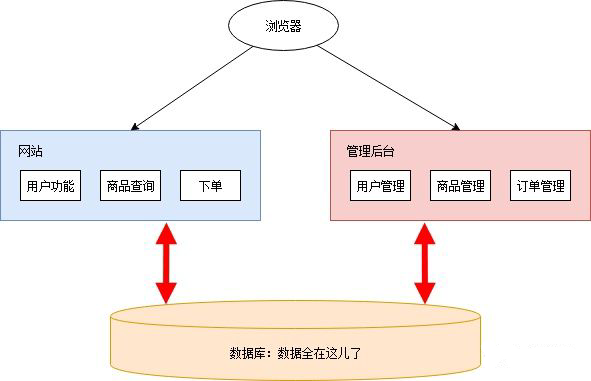 浏览器
网站
用户功能
商品查询
下单
管理后台
用户管理
商品管理
订单管理
数据库：数据全在这儿了